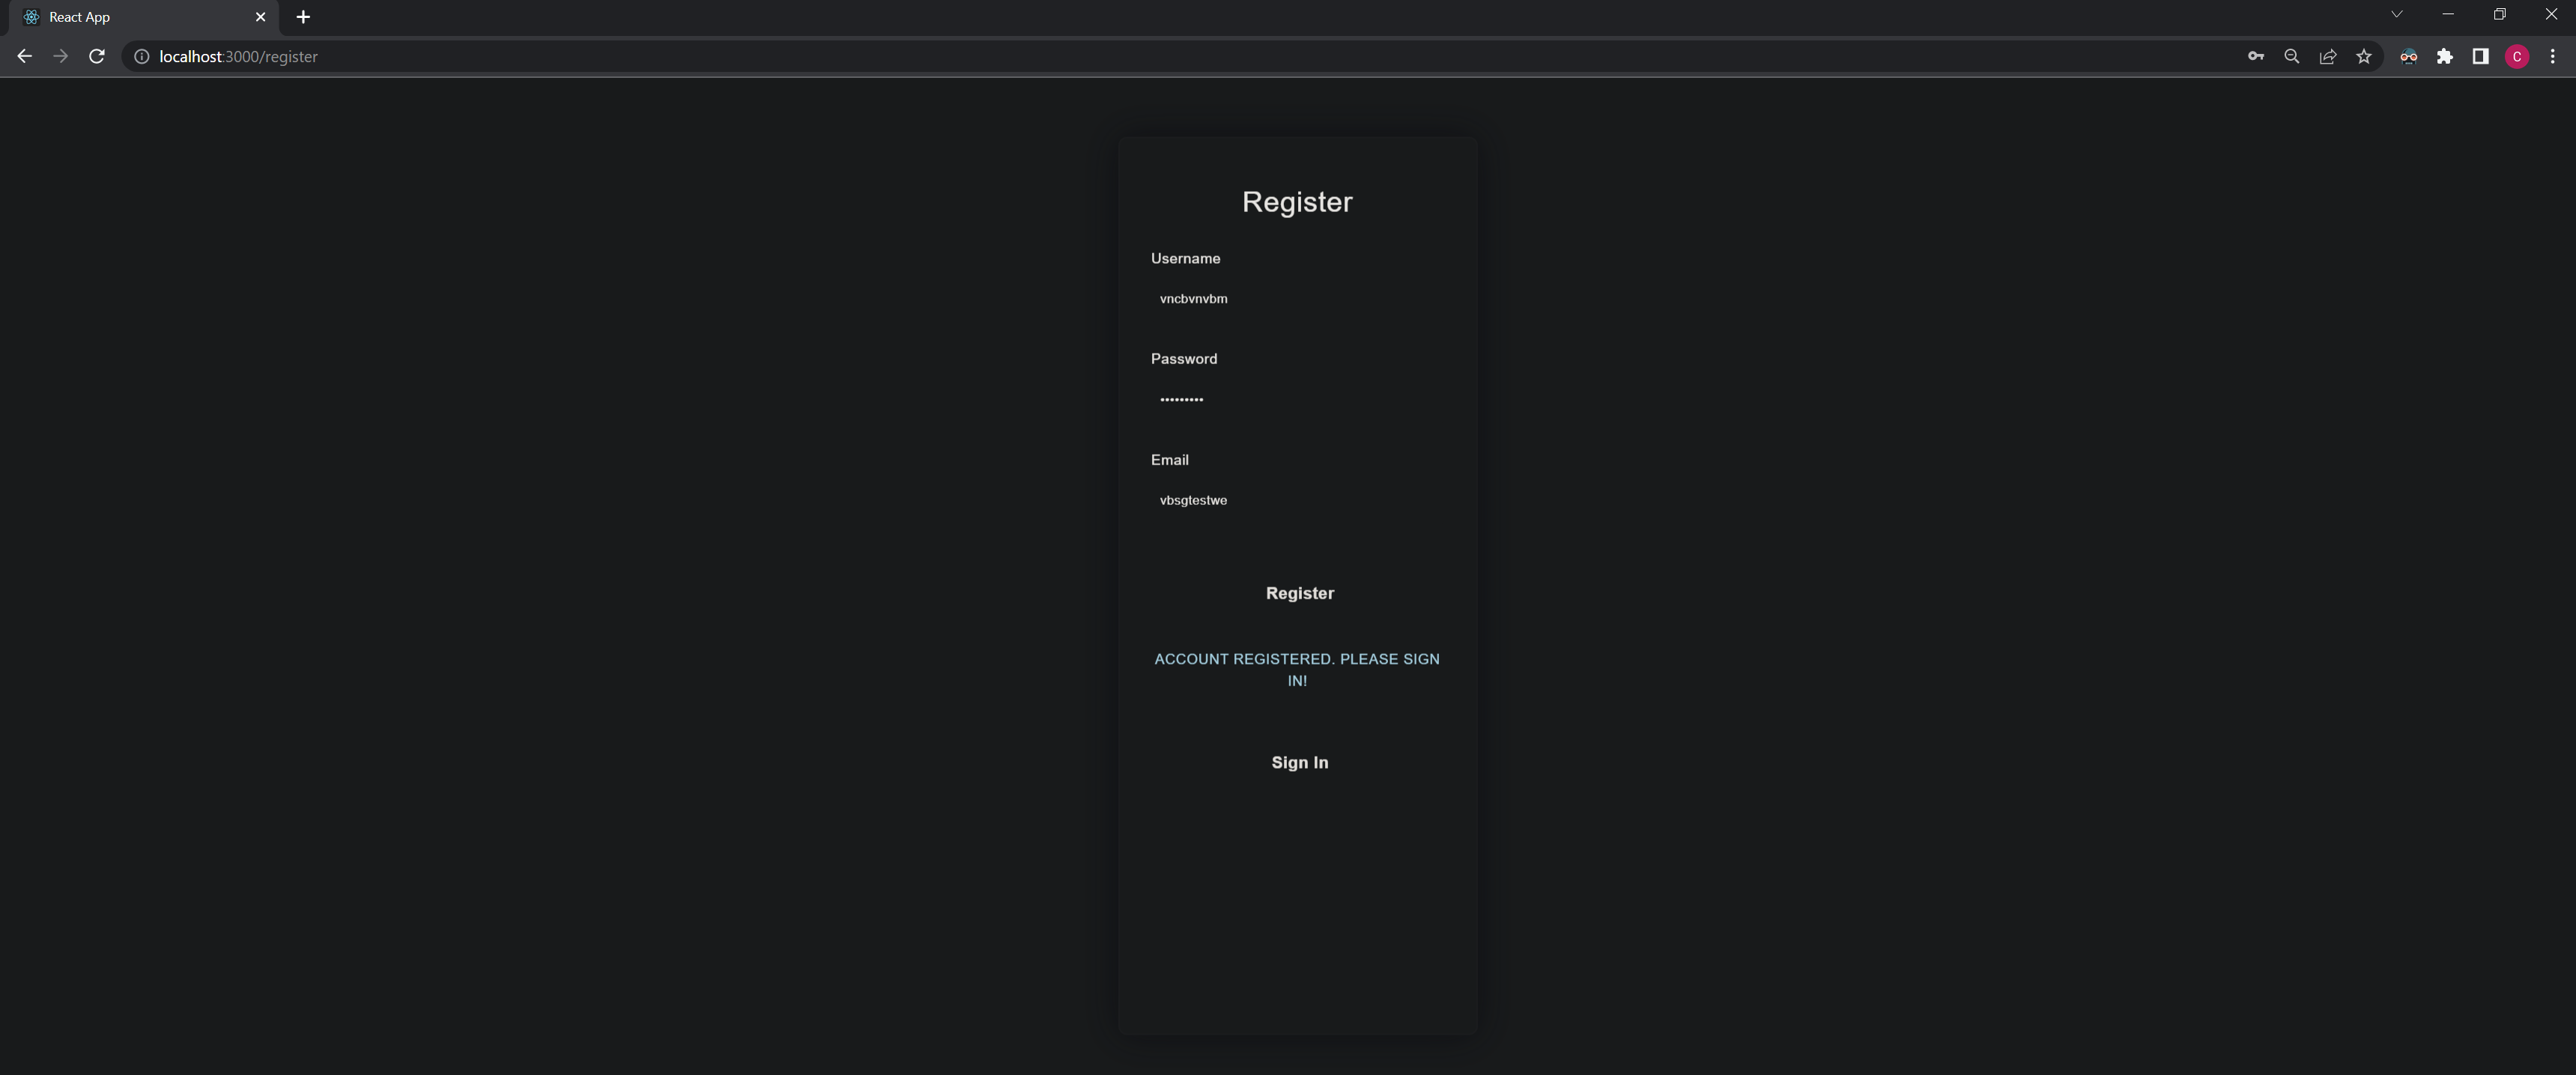 React App
localhost:3000/register
C
Register
Username
vncbvnvbm
Password
•••••••••
Email
vbsgtestwe
Register
ACCOUNT REGISTERED. PLEASE SIGN
IN!
Sign In